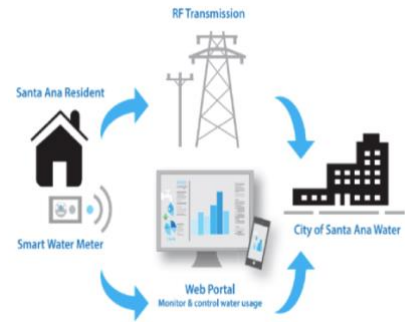 RF Transmission
Santa Ana Resident
Smart Water Meter
City of Santa Ana Water
Web Portal
Monitor & control water usage